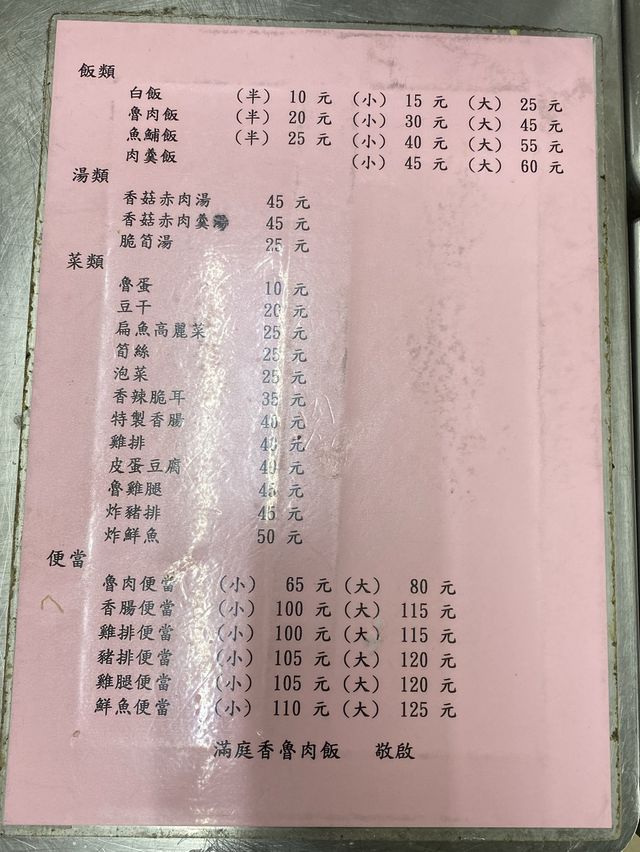 飯類
白飯 (半) 10 元 (小) 15 元 (大) 25 元
魯肉飯 (半) 20 元 (小) 30 元 (大) 45 元
魚鯆飯 (半) 25 元 (小) 40 元 (大) 55 元
肉羹飯 (小) 45 元 (大) 60 元
湯類
香菇赤肉湯 45 元
香菇赤肉羹湯 45 元
脆筍湯 25 元
菜類
魯蛋 10 元
豆干 20 元
扁魚高麗菜 25 元
筍絲 25 元
泡菜 25 元
香辣脆耳 35 元
特製香腸 40 元
雞排 40 元
皮蛋豆腐 40 元
魯雞腿 45 元
炸豬排 45 元
炸鮮魚 50 元
便當
魯肉便當 (小) 65 元 (大) 80 元
香腸便當 (小) 100 元 (大) 115 元
雞排便當 (小) 100 元 (大) 115 元
豬排便當 (小) 105 元 (大) 120 元
雞腿便當 (小) 105 元 (大) 120 元
鮮魚便當 (小) 110 元 (大) 125 元
滿庭香魯肉飯 敬啟